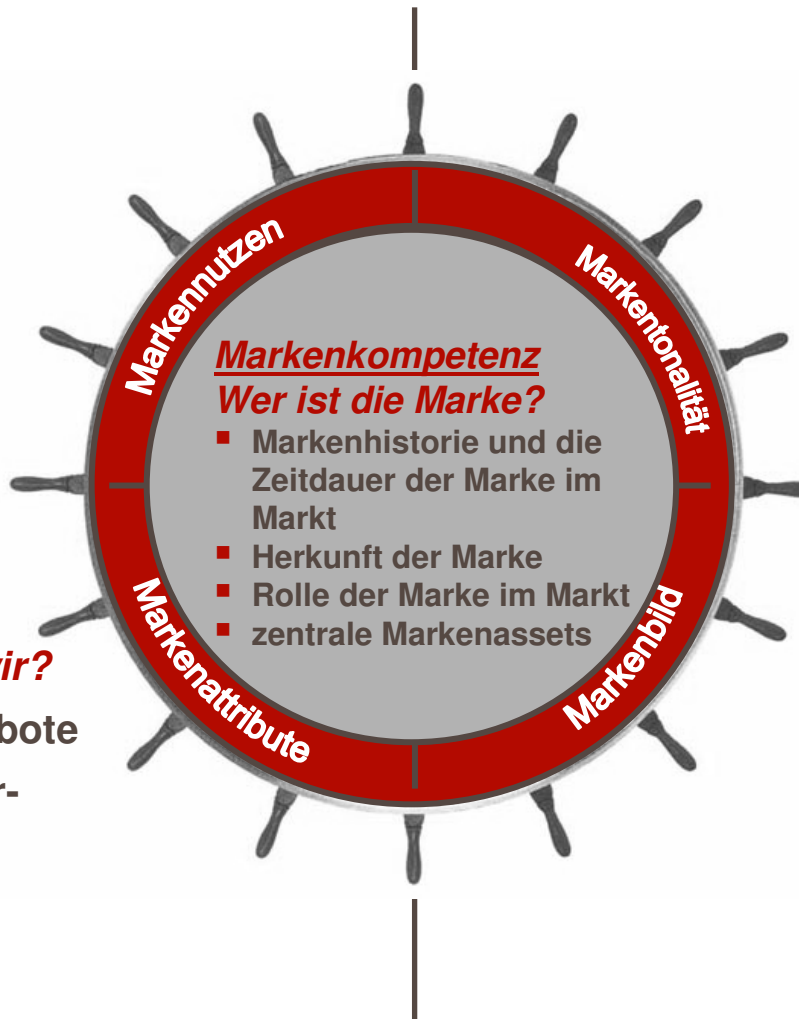 Markennutzen
Markentonalität
Markenkompetenz
Wer ist die Marke?
▪ Markenhistorie und die
Zeitdauer der Marke im
Markt
▪ Herkunft der Marke
▪ Rolle der Marke im Markt
▪ zentrale Markenassets
Markenattribute
Markenbild
ir?
bote
r-